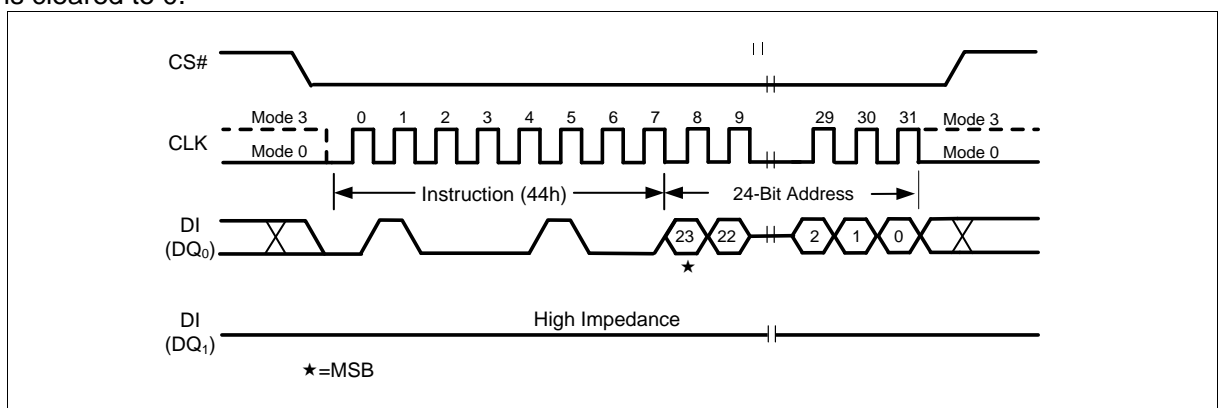 is cleared to 0.
CS#
Mode 3 0 1 2 3 4 5 6 7 8 9 29 30 31 Mode 3
CLK
Mode 0 Mode 0
Instruction (44h) 24-Bit Address
DI
(DQ0) 23 22 2 1 0
★
DI High Impedance
(DQ1)
★=MSB